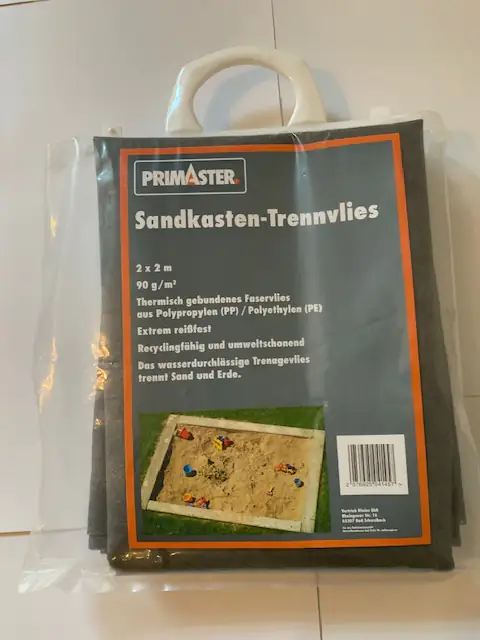 PRIMASTER
Sandkasten-Trennvlies
2 x 2 m
90 g/m²
Thermisch gebundenes Faservlies
aus Polypropylen (PP) / Polyethylen (PE)
Extrem reißfest
Recyclingfähig und umweltschonend
Das wasserdurchlässige Trenagevlies
trennt Sand und Erde.